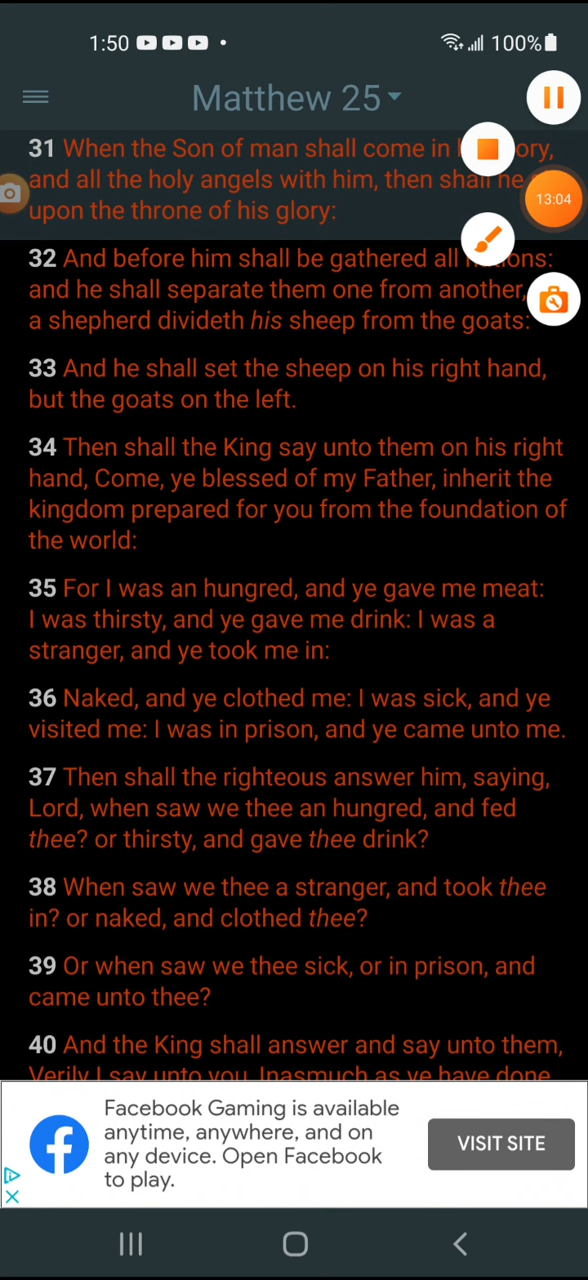 1:50
100%
Matthew 25
13:04
31 When the Son of man shall come in ory,
and all the holy angels with him, then shall he
upon the throne of his glory:
32 And before him shall be gathered all ons:
and he shall separate them one from another,
a shepherd divideth his sheep from the goats:
33 And he shall set the sheep on his right hand,
but the goats on the left.
34 Then shall the King say unto them on his right
hand, Come, ye blessed of my Father, inherit the
kingdom prepared for you from the foundation of
the world:
35 For I was an hungred, and ye gave me meat:
I was thirsty, and ye gave me drink: I was a
stranger, and ye took me in:
36 Naked, and ye clothed me: I was sick, and ye
visited me: I was in prison, and ye came unto me.
37 Then shall the righteous answer him, saying,
Lord, when saw we thee an hungred, and fed
thee? or thirsty, and gave thee drink?
38 When saw we thee a stranger, and took thee
in? or naked, and clothed thee?
39 Or when saw we thee sick, or in prison, and
came unto thee?
40 And the King shall answer and say unto them,
Verily I say unto you, Inasmuch as ye have done
Facebook Gaming is available
anytime, anywhere, and on
any device. Open Facebook
to play.
VISIT SITE